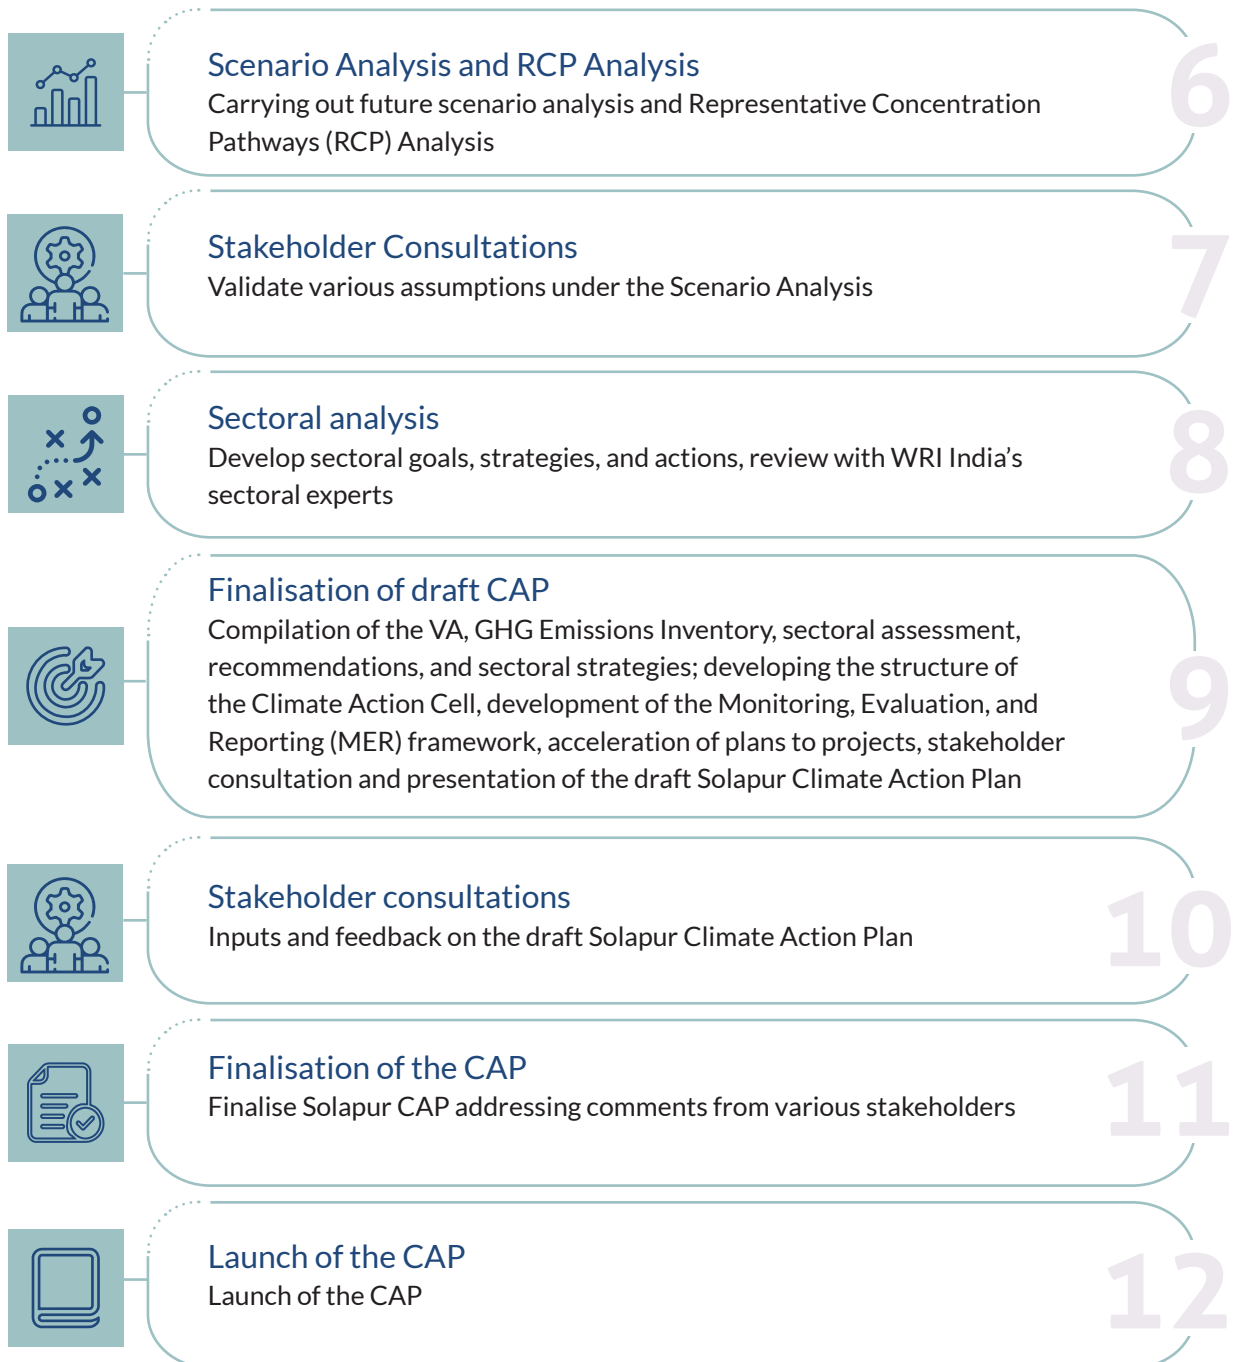 Scenario Analysis and RCP Analysis
Carrying out future scenario analysis and Representative Concentration
Pathways (RCP) Analysis
6
Stakeholder Consultations
Validate various assumptions under the Scenario Analysis
7
Sectoral analysis
Develop sectoral goals, strategies, and actions, review with WRI India’s
sectoral experts
8
Finalisation of draft CAP
Compilation of the VA, GHG Emissions Inventory, sectoral assessment,
recommendations, and sectoral strategies; developing the structure of
the Climate Action Cell, development of the Monitoring, Evaluation, and
Reporting (MER) framework, acceleration of plans to projects, stakeholder
consultation and presentation of the draft Solapur Climate Action Plan
9
Stakeholder consultations
Inputs and feedback on the draft Solapur Climate Action Plan
10
Finalisation of the CAP
Finalise Solapur CAP addressing comments from various stakeholders
11
Launch of the CAP
Launch of the CAP
12